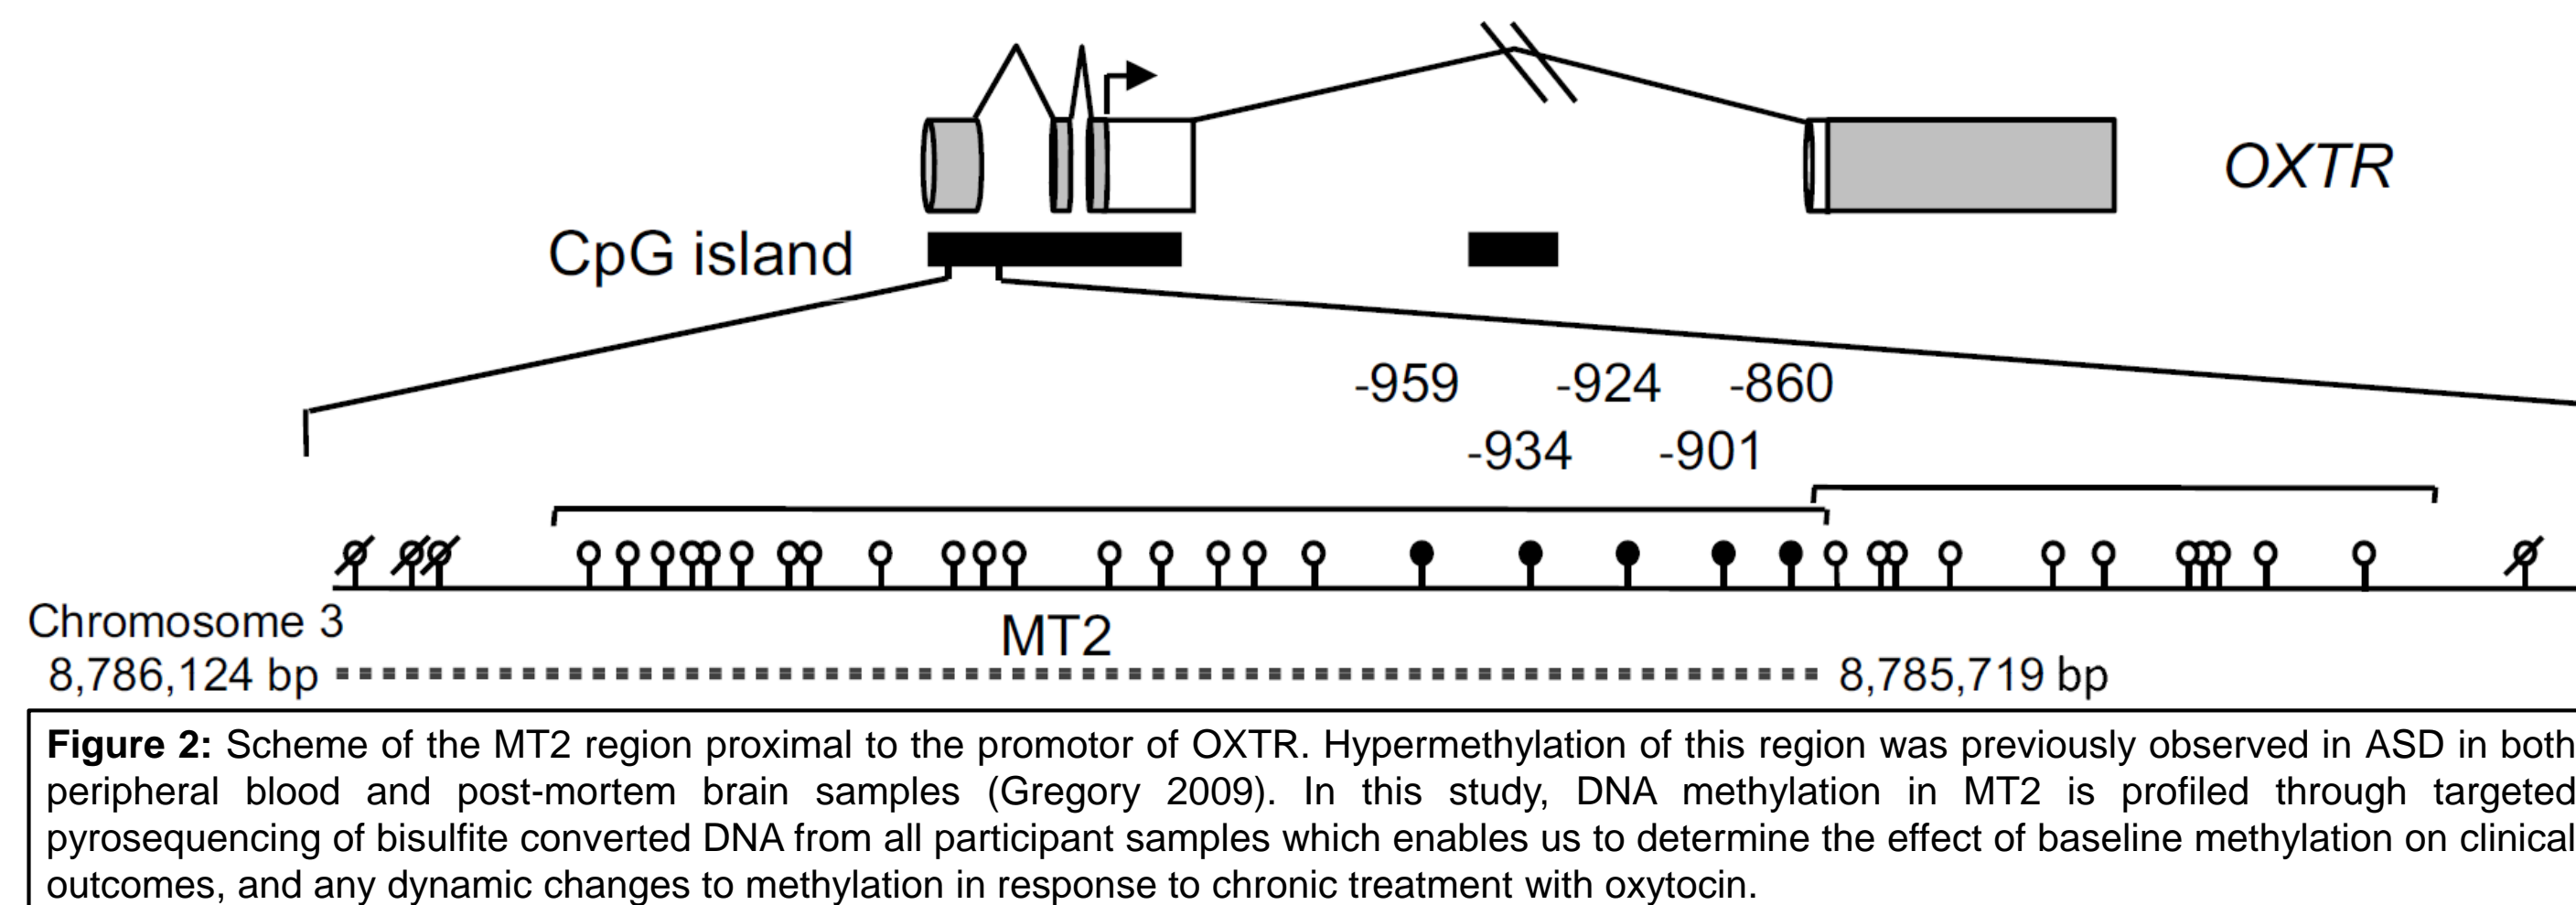 OXTR
CpG island
-959 -924 -860
-934 -901
Chromosome 3
MT2
8,786,124 bp 8,785,719 bp
Figure 2: Scheme of the MT2 region proximal to the promotor of OXTR. Hypermethylation of this region was previously observed in ASD in both
peripheral blood and post-mortem brain samples (Gregory 2009). In this study, DNA methylation in MT2 is profiled through targeted
pyrosequencing of bisulfite converted DNA from all participant samples which enables us to determine the effect of baseline methylation on clinical
outcomes, and any dynamic changes to methylation in response to chronic treatment with oxytocin.